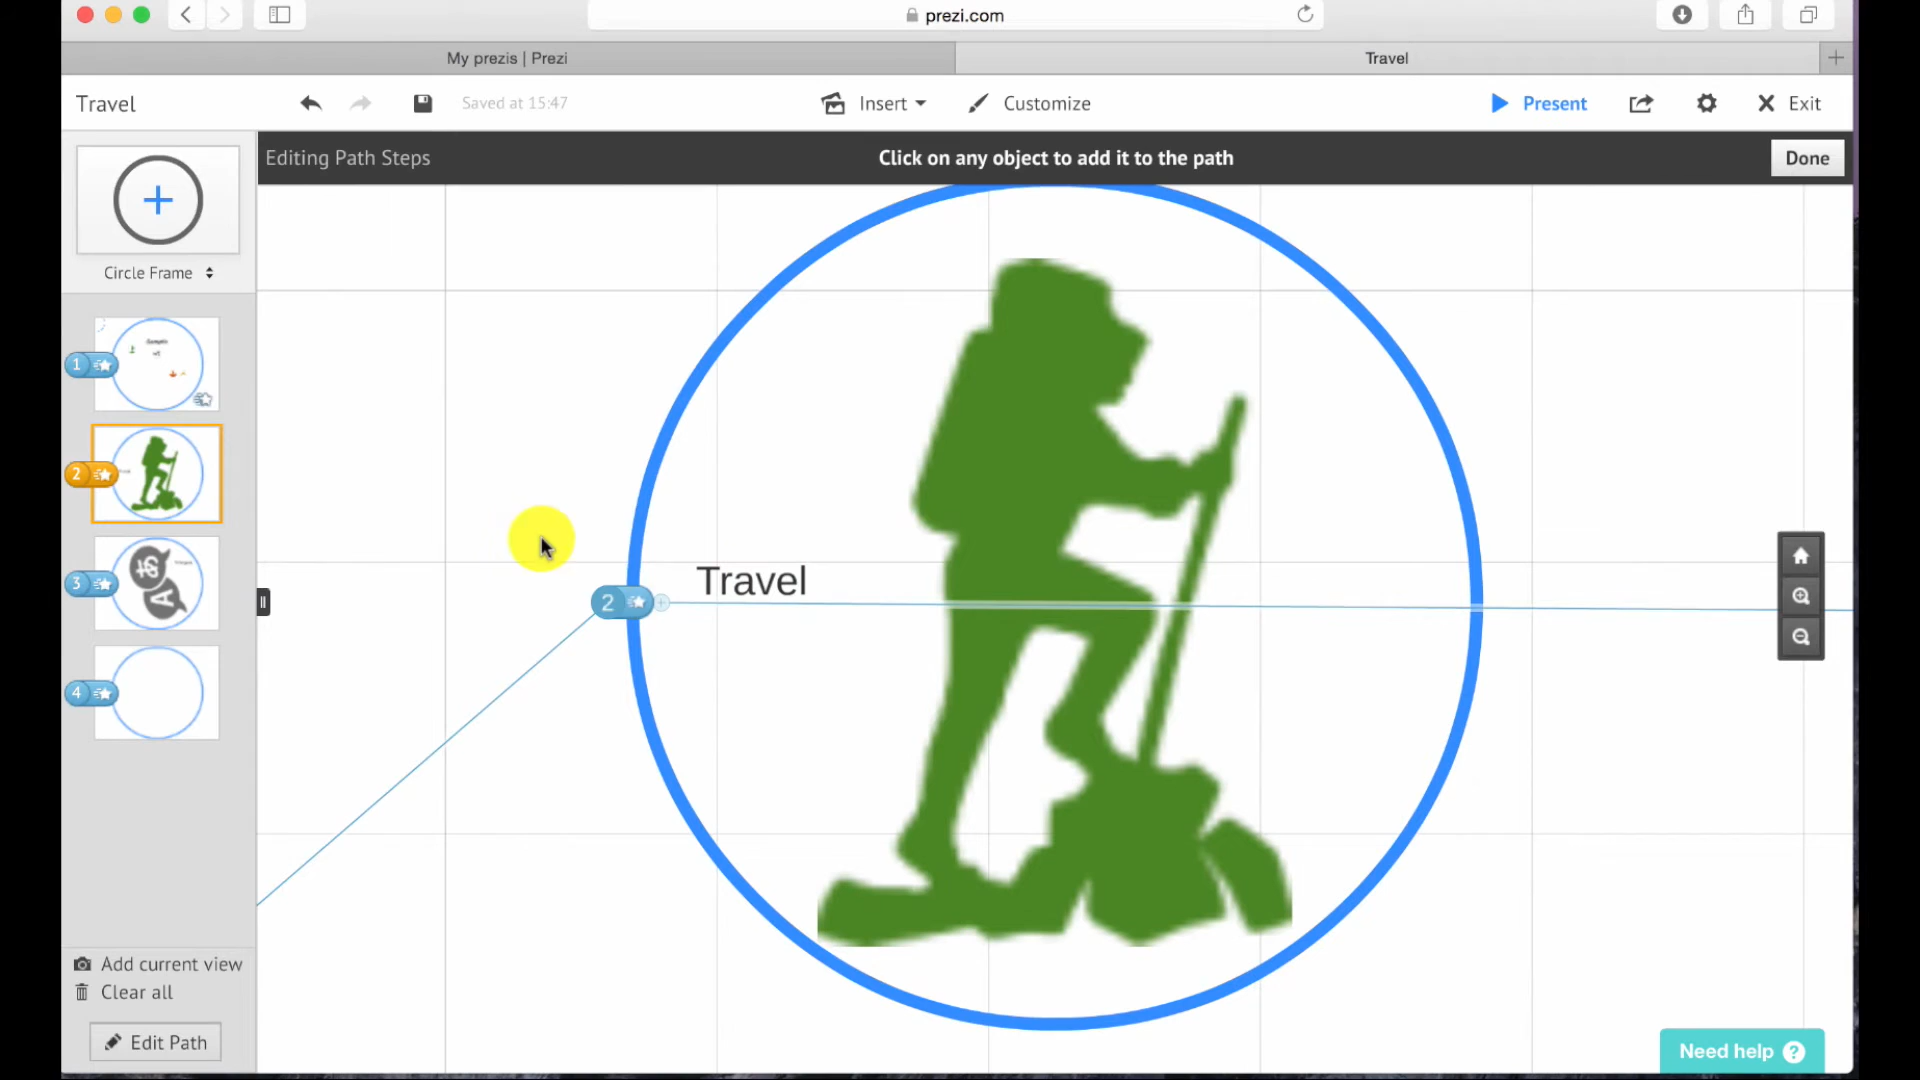 prezi.com
My prezis | Prezi
Travel
Travel
Saved at 15:47
Insert
Customize
Present
Exit
Editing Path Steps
Click on any object to add it to the path
Done
Circle Frame
1
2
3
4
2
Travel
Add current view
Clear all
Edit Path
Need help ?